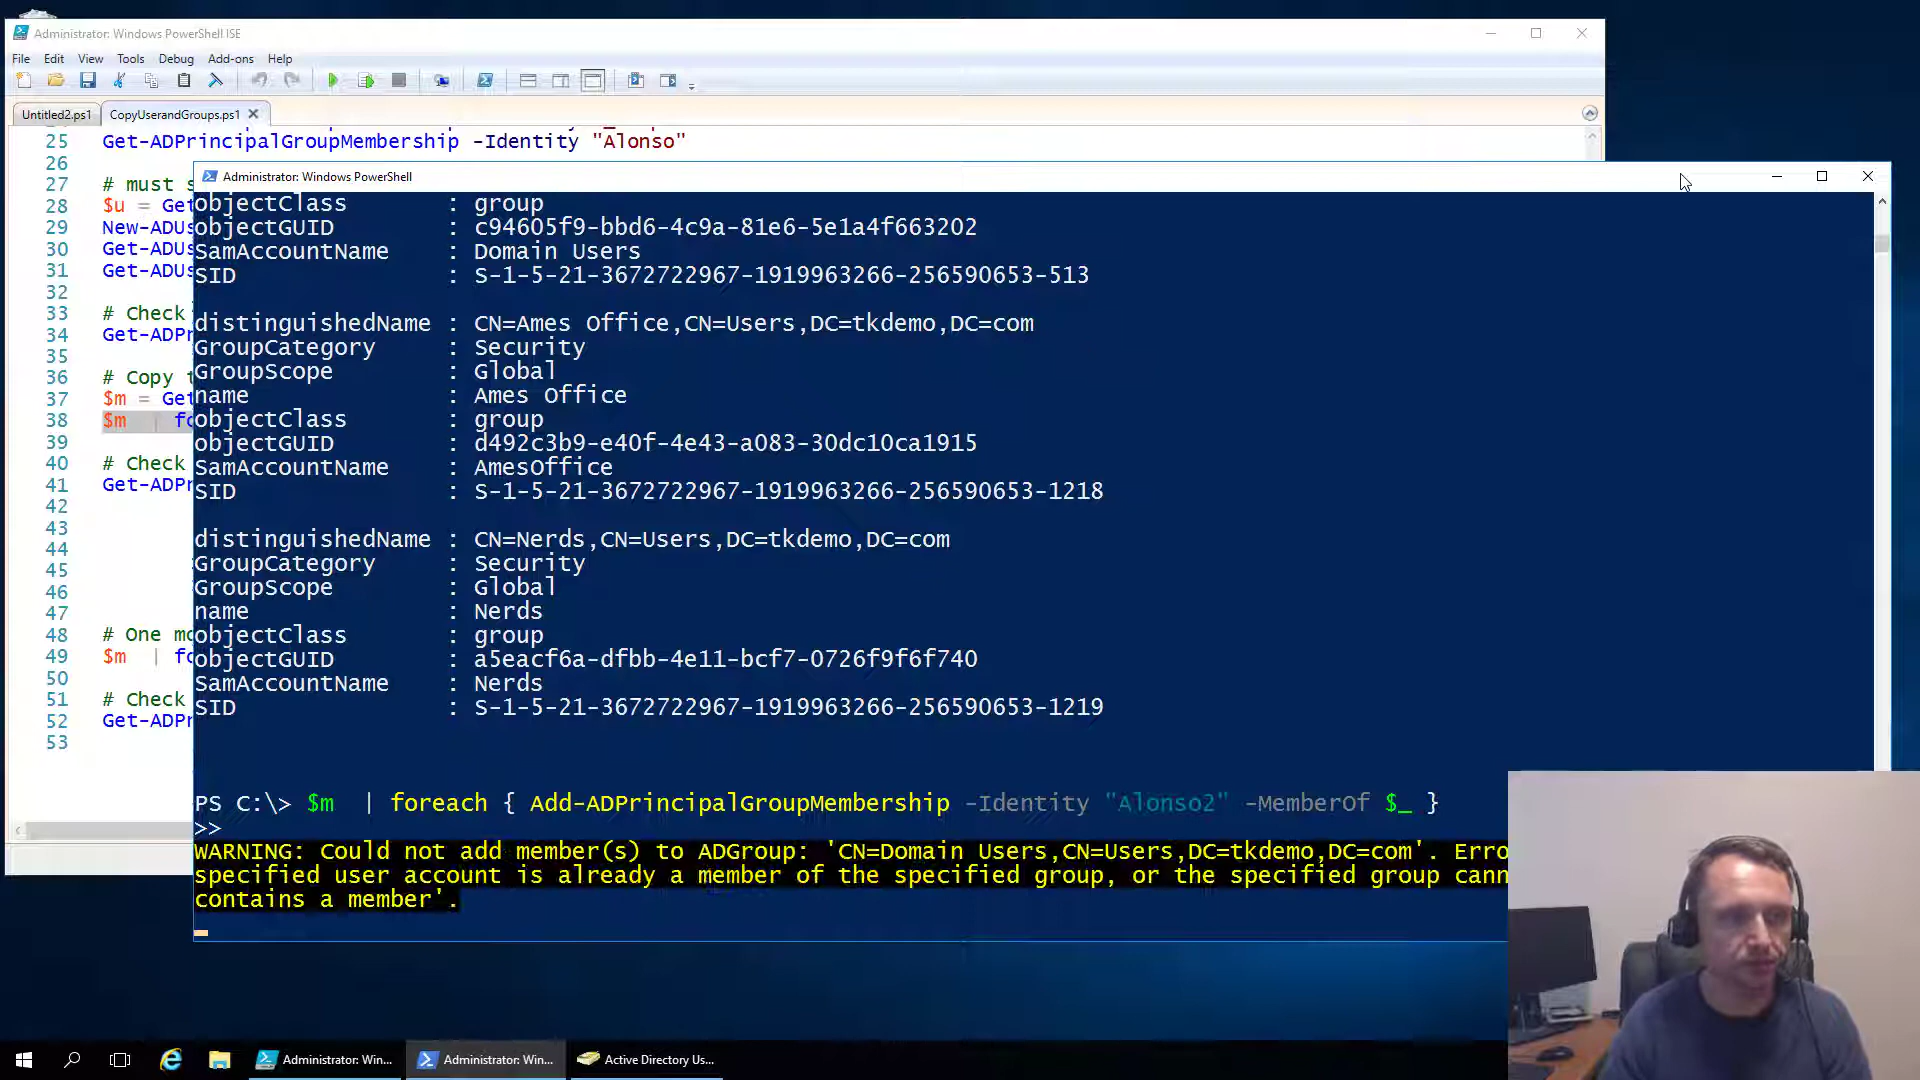 Administrator: Windows PowerShell ISE
File Edit View Tools Debug Add-ons Help
Untitled2.ps1 CopyUserandGroups.ps1
25 Get-ADPrincipalGroupMembership -Identity "Alonso"
26
27 # must s
28 $u = Get
29 New-ADUs
30 Get-ADUs
31 Get-ADUs
32
33 # Check
34 Get-ADPr
35
36 # Copy t
37 $m = Get
38 $m | fo
39
40 # Check
41 Get-ADPr
42
43
44
45
46
47
48 # One mo
49 $m | fo
50
51 # Check
52 Get-ADPr
53
Administrator: Windows PowerShell
objectClass : group
objectGUID : c94605f9-bbd6-4c9a-81e6-5e1a4f663202
SamAccountName : Domain Users
SID : S-1-5-21-3672722967-1919963266-256590653-513
distinguishedName : CN=Ames Office,CN=Users,DC=tkdemo,DC=com
GroupCategory : Security
GroupScope : Global
name : Ames Office
objectClass : group
objectGUID : d492c3b9-e40f-4e43-a083-30dc10ca1915
SamAccountName : AmesOffice
SID : S-1-5-21-3672722967-1919963266-256590653-1218
distinguishedName : CN=Nerds,CN=Users,DC=tkdemo,DC=com
GroupCategory : Security
GroupScope : Global
name : Nerds
objectClass : group
objectGUID : a5eacf6a-dfbb-4e11-bcf7-0726f9f6f740
SamAccountName : Nerds
SID : S-1-5-21-3672722967-1919963266-256590653-1219
PS C:\> $m | foreach { Add-ADPrincipalGroupMembership -Identity "Alonso2" -MemberOf $_ }
>>
WARNING: Could not add member(s) to ADGroup: 'CN=Domain Users,CN=Users,DC=tkdemo,DC=com'. Erro
specified user account is already a member of the specified group, or the specified group cann
contains a member'.
Administrator: Win... Administrator: Win... Active Directory Us...